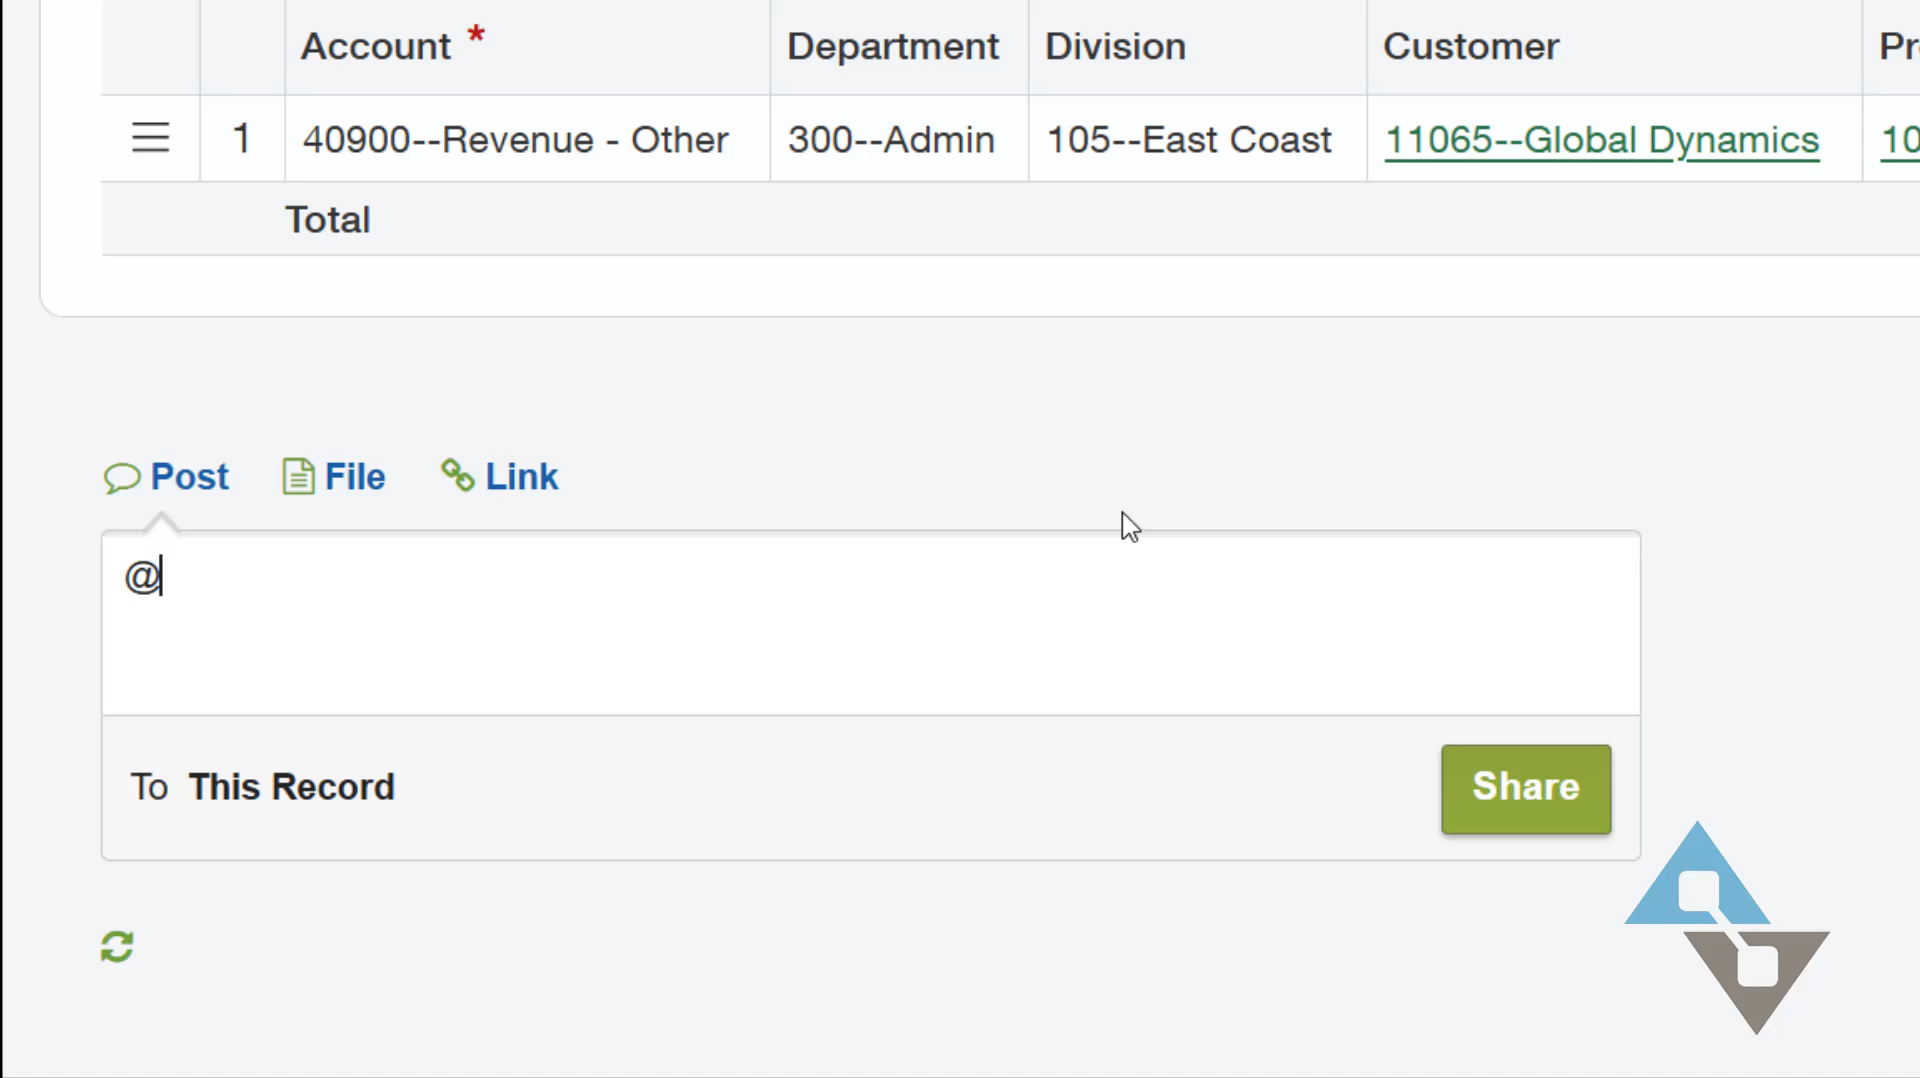 Account * Department Division Customer
1 40900--Revenue - Other 300--Admin 105--East Coast 11065--Global Dynamics 10
Total
Post File Link
@
To This Record Share